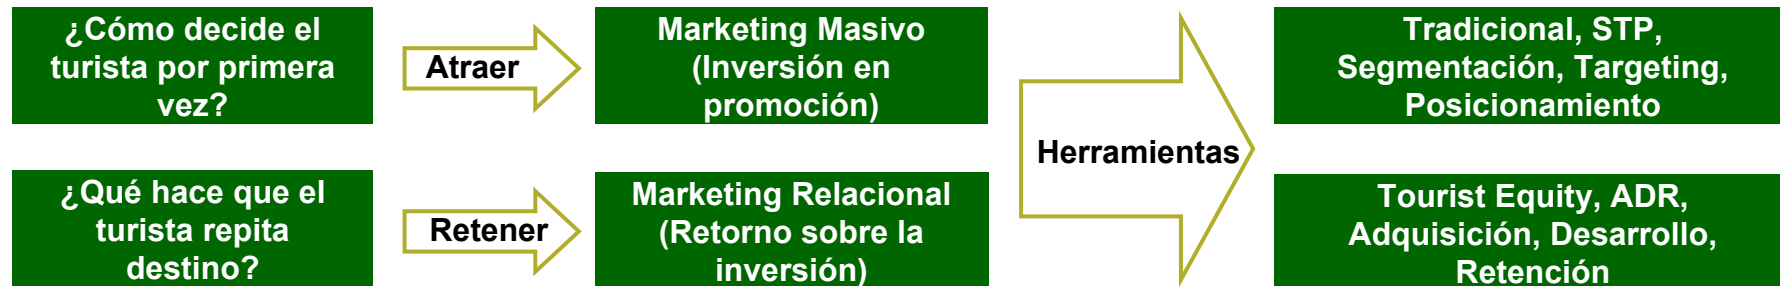 ¿Cómo decide el
turista por primera
vez?
Atraer
Marketing Masivo
(Inversión en
promoción)
Tradicional, STP,
Segmentación, Targeting,
Posicionamiento
Herramientas
¿Qué hace que el
turista repita
destino?
Retener
Marketing Relacional
(Retorno sobre la
inversión)
Tourist Equity, ADR,
Adquisición, Desarrollo,
Retención